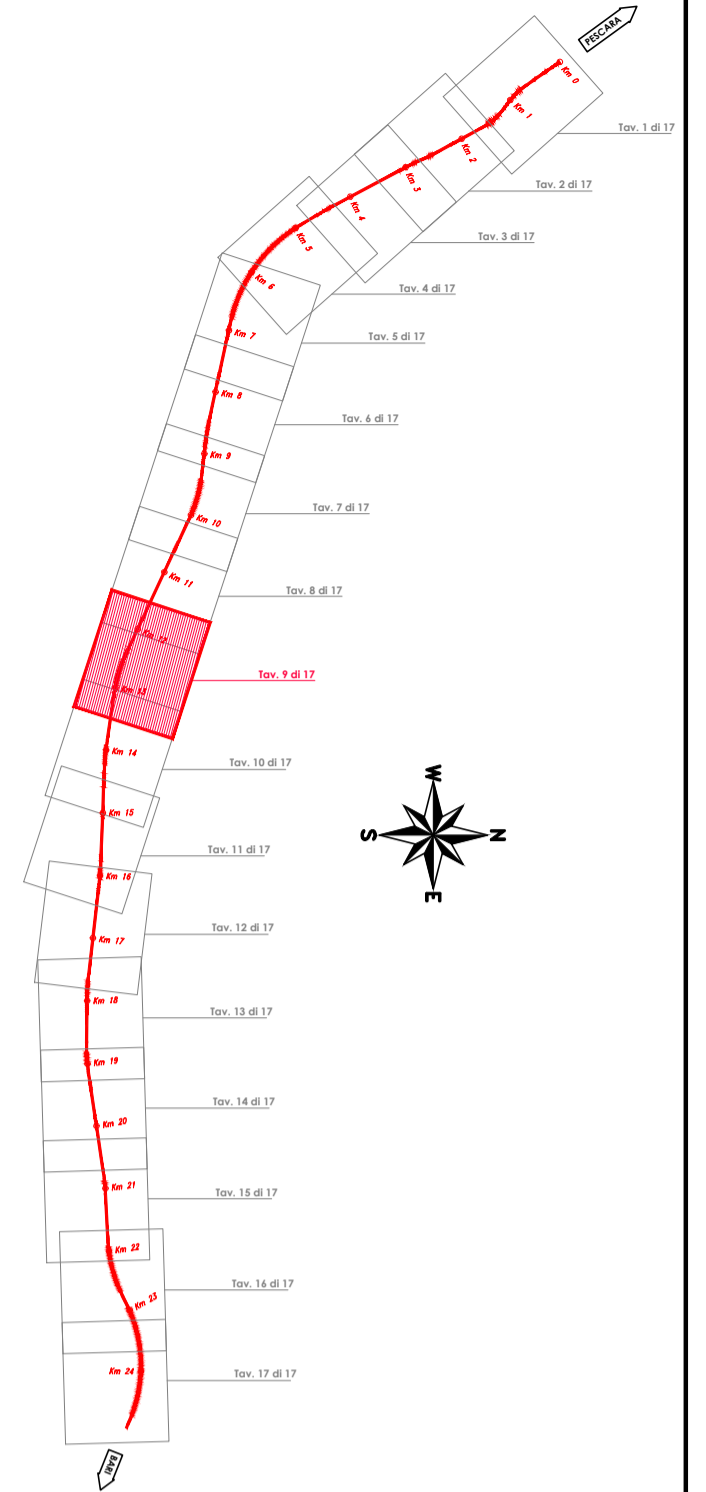 PESCARA
Km 0
Km 1
Tav. 1 di 17
Km 2
Tav. 2 di 17
Km 3
Km 4
Tav. 3 di 17
Km 5
Km 6
Tav. 4 di 17
Km 7
Tav. 5 di 17
Km 8
Tav. 6 di 17
Km 9
Km 10
Tav. 7 di 17
Km 11
Tav. 8 di 17
Km 12
Tav. 9 di 17
Km 13
Km 14
Tav. 10 di 17
W
S
N
E
Km 15
Tav. 11 di 17
Km 16
Tav. 12 di 17
Km 17
Km 18
Tav. 13 di 17
Km 19
Tav. 14 di 17
Km 20
Km 21
Tav. 15 di 17
Km 22
Tav. 16 di 17
Km 23
Km 24
Tav. 17 di 17
BARI